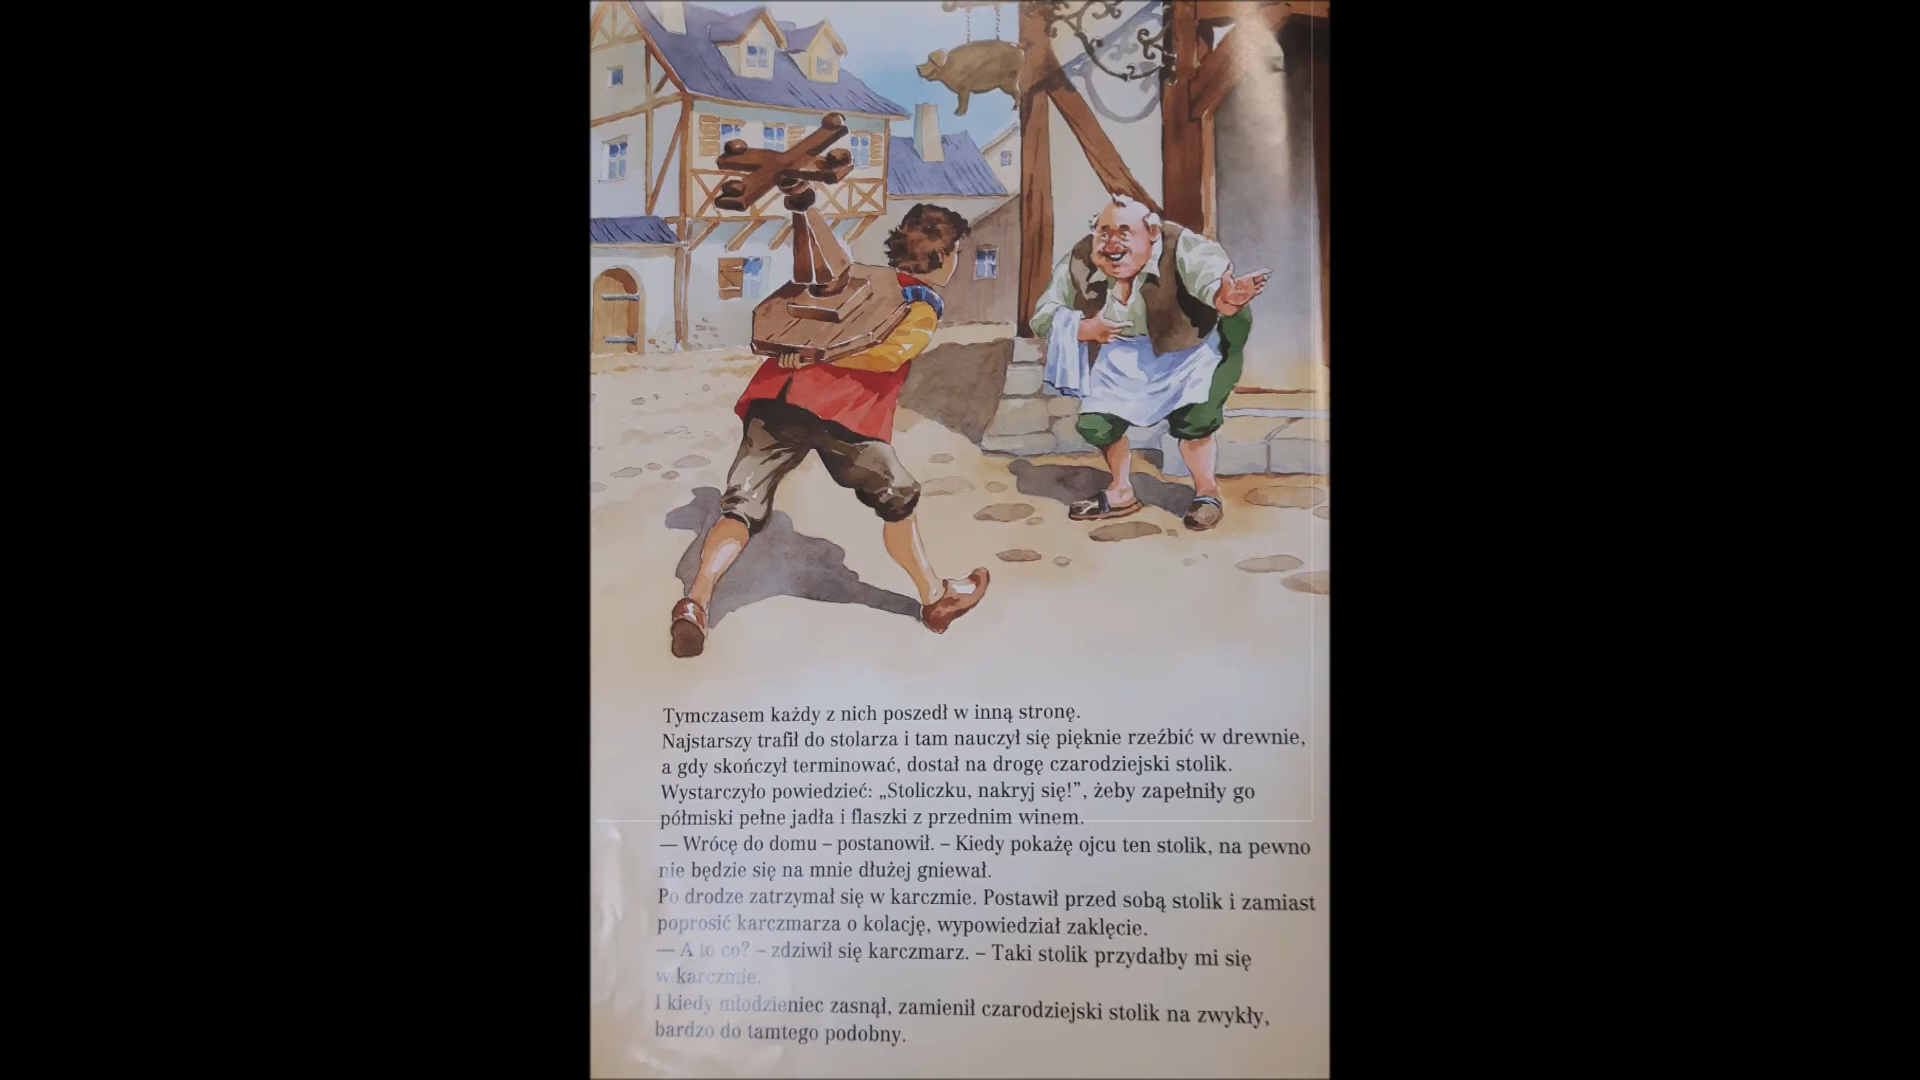 Tymczasem każdy z nich poszedł w inną stronę.
Najstarszy trafił do stolarza i tam nauczył się pięknie rzeźbić w drewnie,
a gdy skończył terminować, dostał na drogę czarodziejski stolik.
Wystarczyło powiedzieć: „Stoliczku, nakryj się!”, żeby zapełniły go
półmiski pełne jadła i flaszki z przednim winem.
— Wrócę do domu – postanowił. – Kiedy pokażę ojcu ten stolik, na pewno
nie będzie się na mnie dłużej gniewał.
Po drodze zatrzymał się w karczmie. Postawił przed sobą stolik i zamiast
poprosić karczmarza o kolację, wypowiedział zaklęcie.
— A to co? – zdziwił się karczmarz. – Taki stolik przydałby mi się
w karczmie.
I kiedy młodzieniec zasnął, zamienił czarodziejski stolik na zwykły,
bardzo do tamtego podobny.